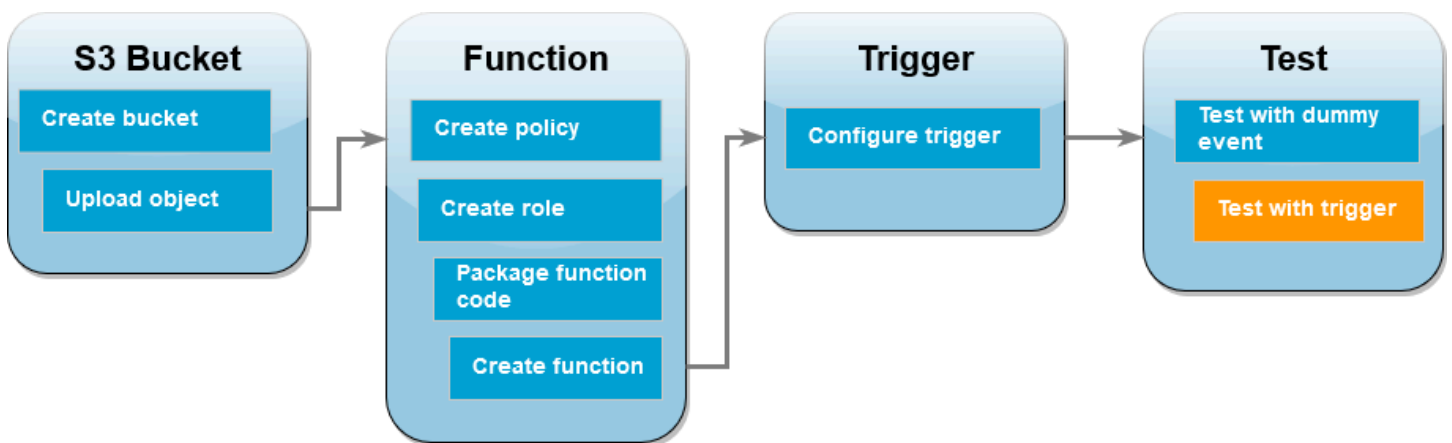 S3 Bucket
Create bucket
Upload object
Function
Create policy
Create role
Package function
code
Create function
Trigger
Configure trigger
Test
Test with dummy
event
Test with trigger